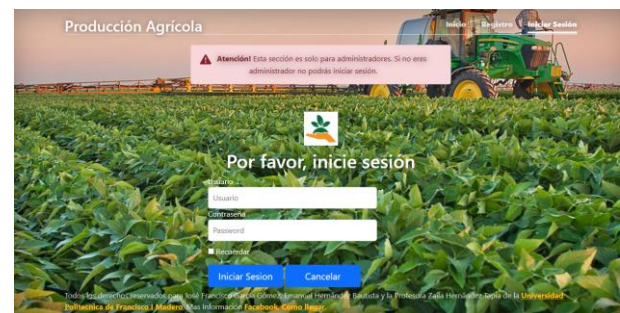 Producción Agrícola
Inicio Registro Iniciar Sesión
Atención! Esta sección es solo para administradores. Si no eres
administrador no podrás iniciar sesión.
Por favor, inicie sesión
Usuario
Usuario
Contraseña
Password
Recordar
Iniciar Sesion Cancelar
Todos los derechos reservados para José Francisco García Gómez, Emanuel Hernández Bautista y la Profesora Zaila Hernández Tapia de la Universidad
Politecnica de Francisco I Madero. Mas Información Facebook, Como llegar.